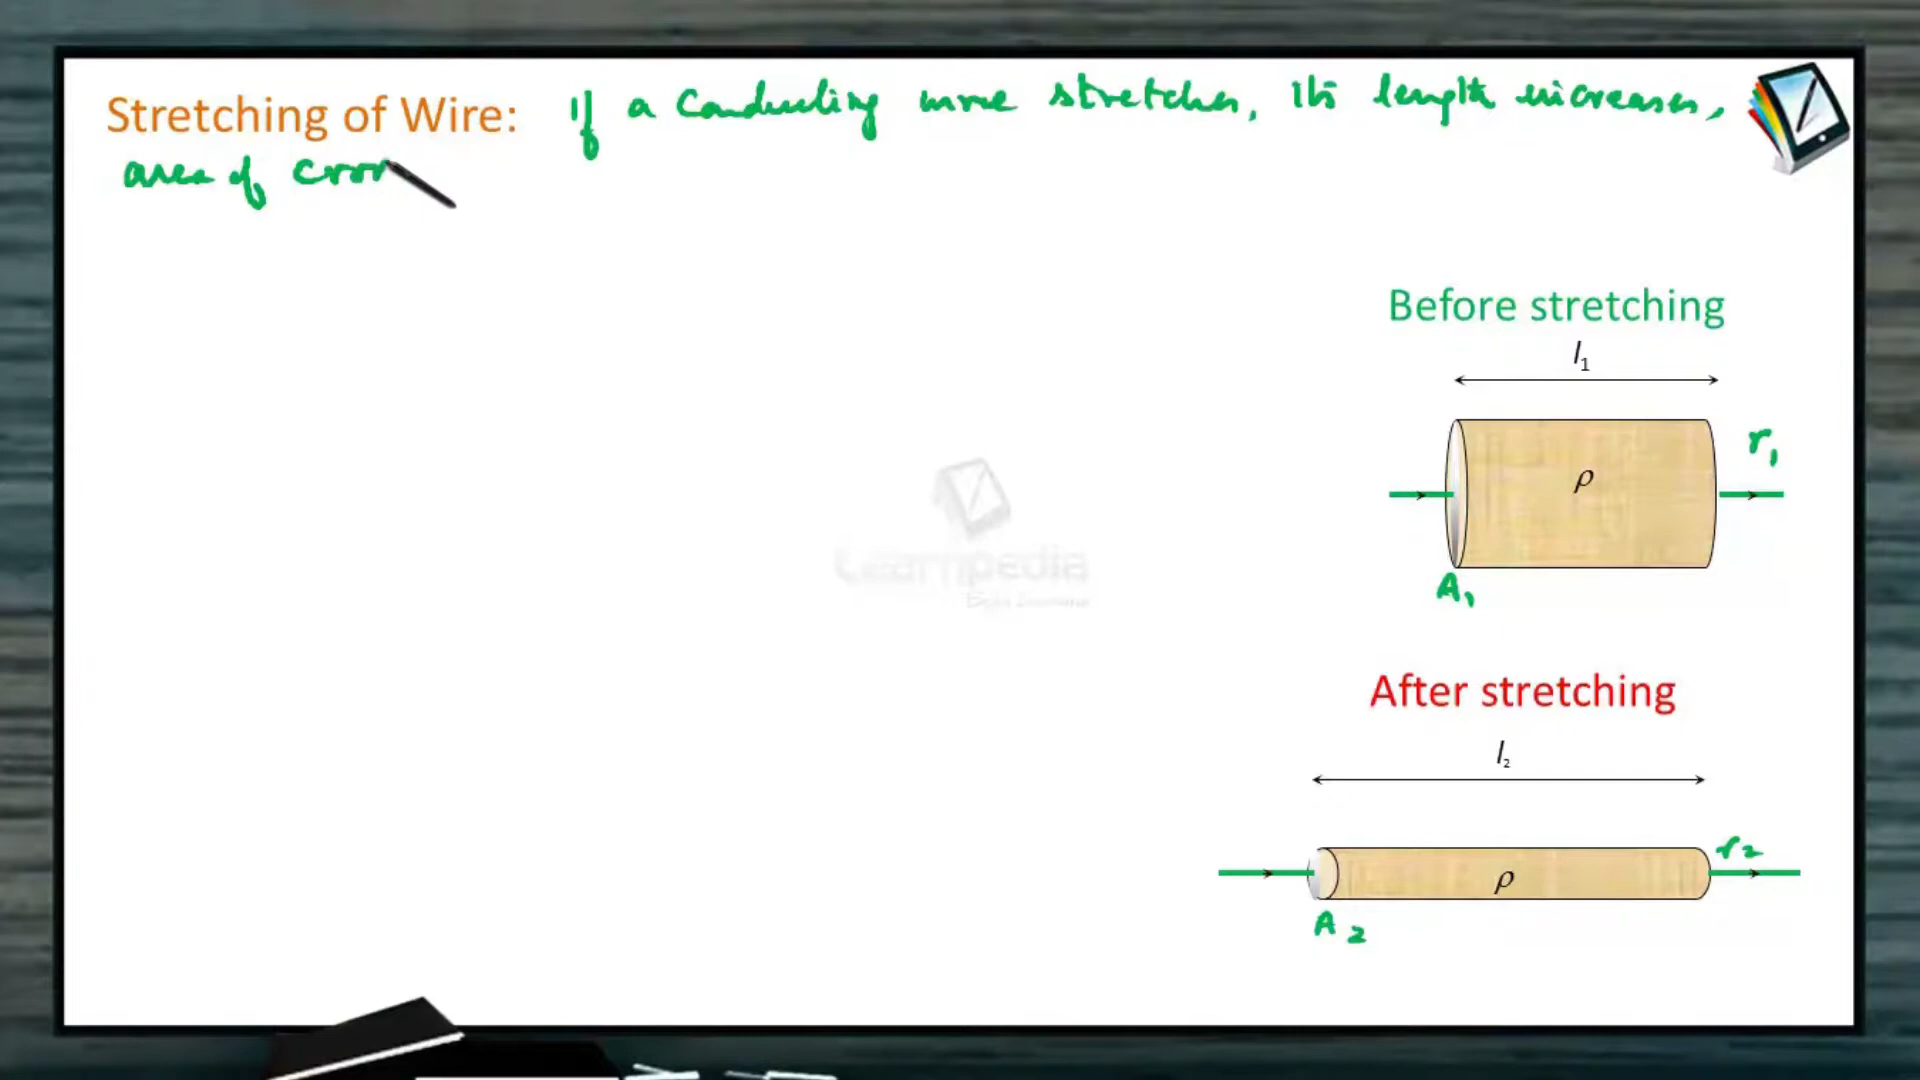 Stretching of Wire: If a conducting wire stretches, its length increases,
area of cross
Before stretching
l₁
r₁
ρ
A₁
Learnpedia
After stretching
l₂
r₂
ρ
A₂